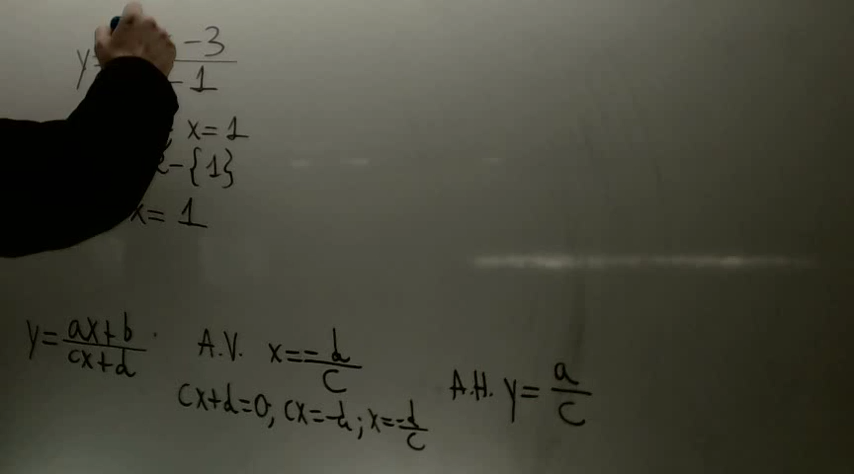 y= -3
- 1
; x=1
-{1}
x= 1
y= ax+b / cx+d
A.V. x= -d / c
cx+d=0, cx=-d; x= -d / c
A.H. y= a / c